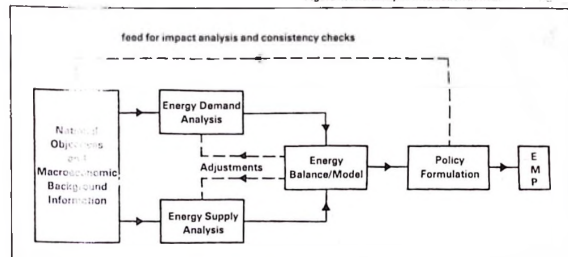 feed for impact analysis and consistency checks
National
Objectives
and
Macroeconomic
Background
Information
Energy Demand
Analysis
Adjustments
Energy Supply
Analysis
Energy
Balance/Model
Policy
Formulation
E
M
P